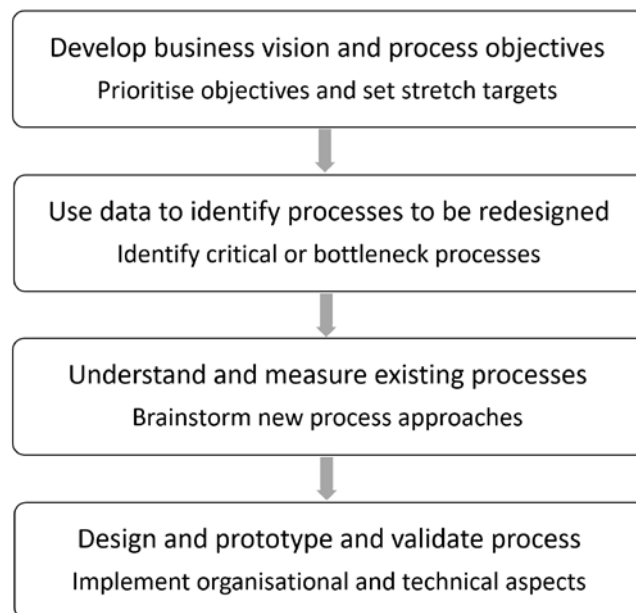 Develop business vision and process objectives
Prioritise objectives and set stretch targets
Use data to identify processes to be redesigned
Identify critical or bottleneck processes
Understand and measure existing processes
Brainstorm new process approaches
Design and prototype and validate process
Implement organisational and technical aspects